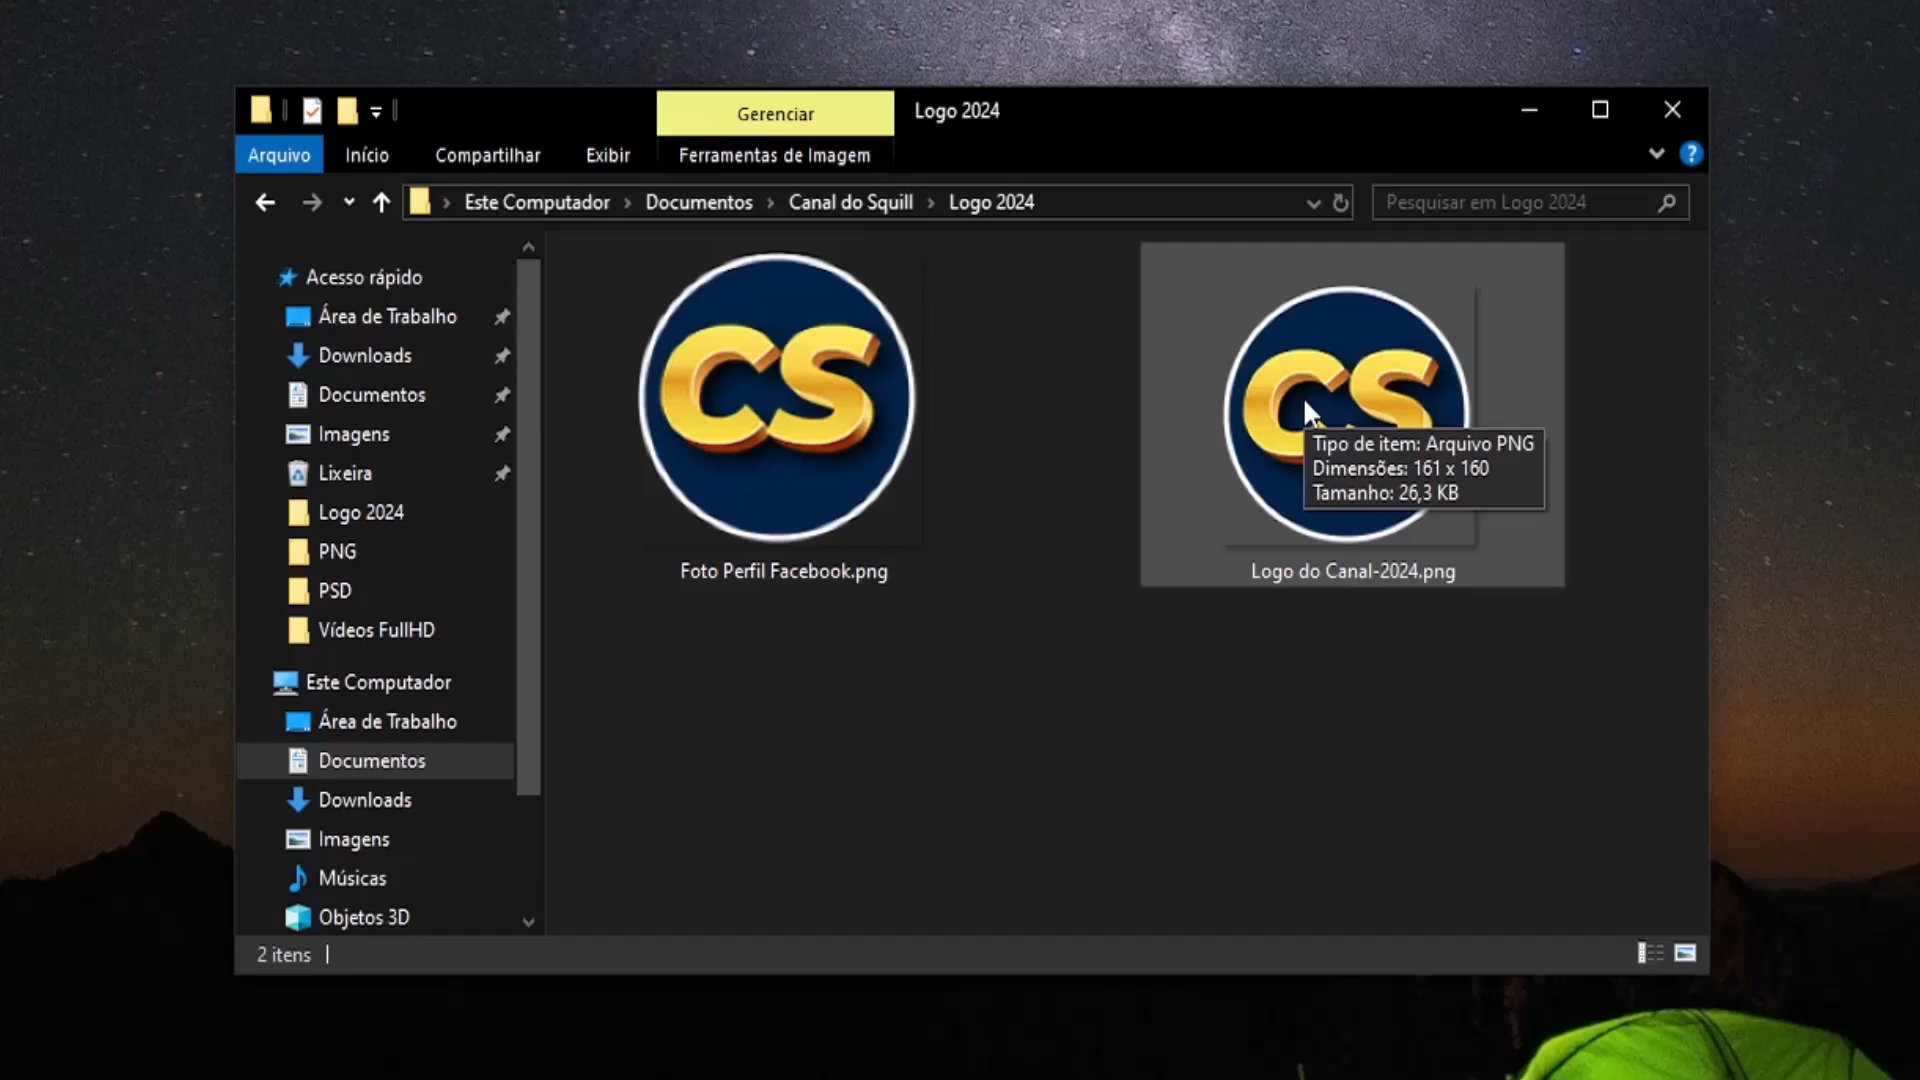 Gerenciar
Logo 2024
Arquivo
Início
Compartilhar
Exibir
Ferramentas de Imagem
?
Este Computador
Documentos
Canal do Squill
Logo 2024
Pesquisar em Logo 2024
Acesso rápido
Área de Trabalho
Downloads
Documentos
Imagens
Lixeira
Logo 2024
PNG
PSD
Vídeos FullHD
Este Computador
Área de Trabalho
Documentos
Downloads
Imagens
Músicas
Objetos 3D
CS
Foto Perfil Facebook.png
CS
Tipo de item: Arquivo PNG
Dimensões: 161 x 160
Tamanho: 26,3 KB
Logo do Canal-2024.png
2 itens